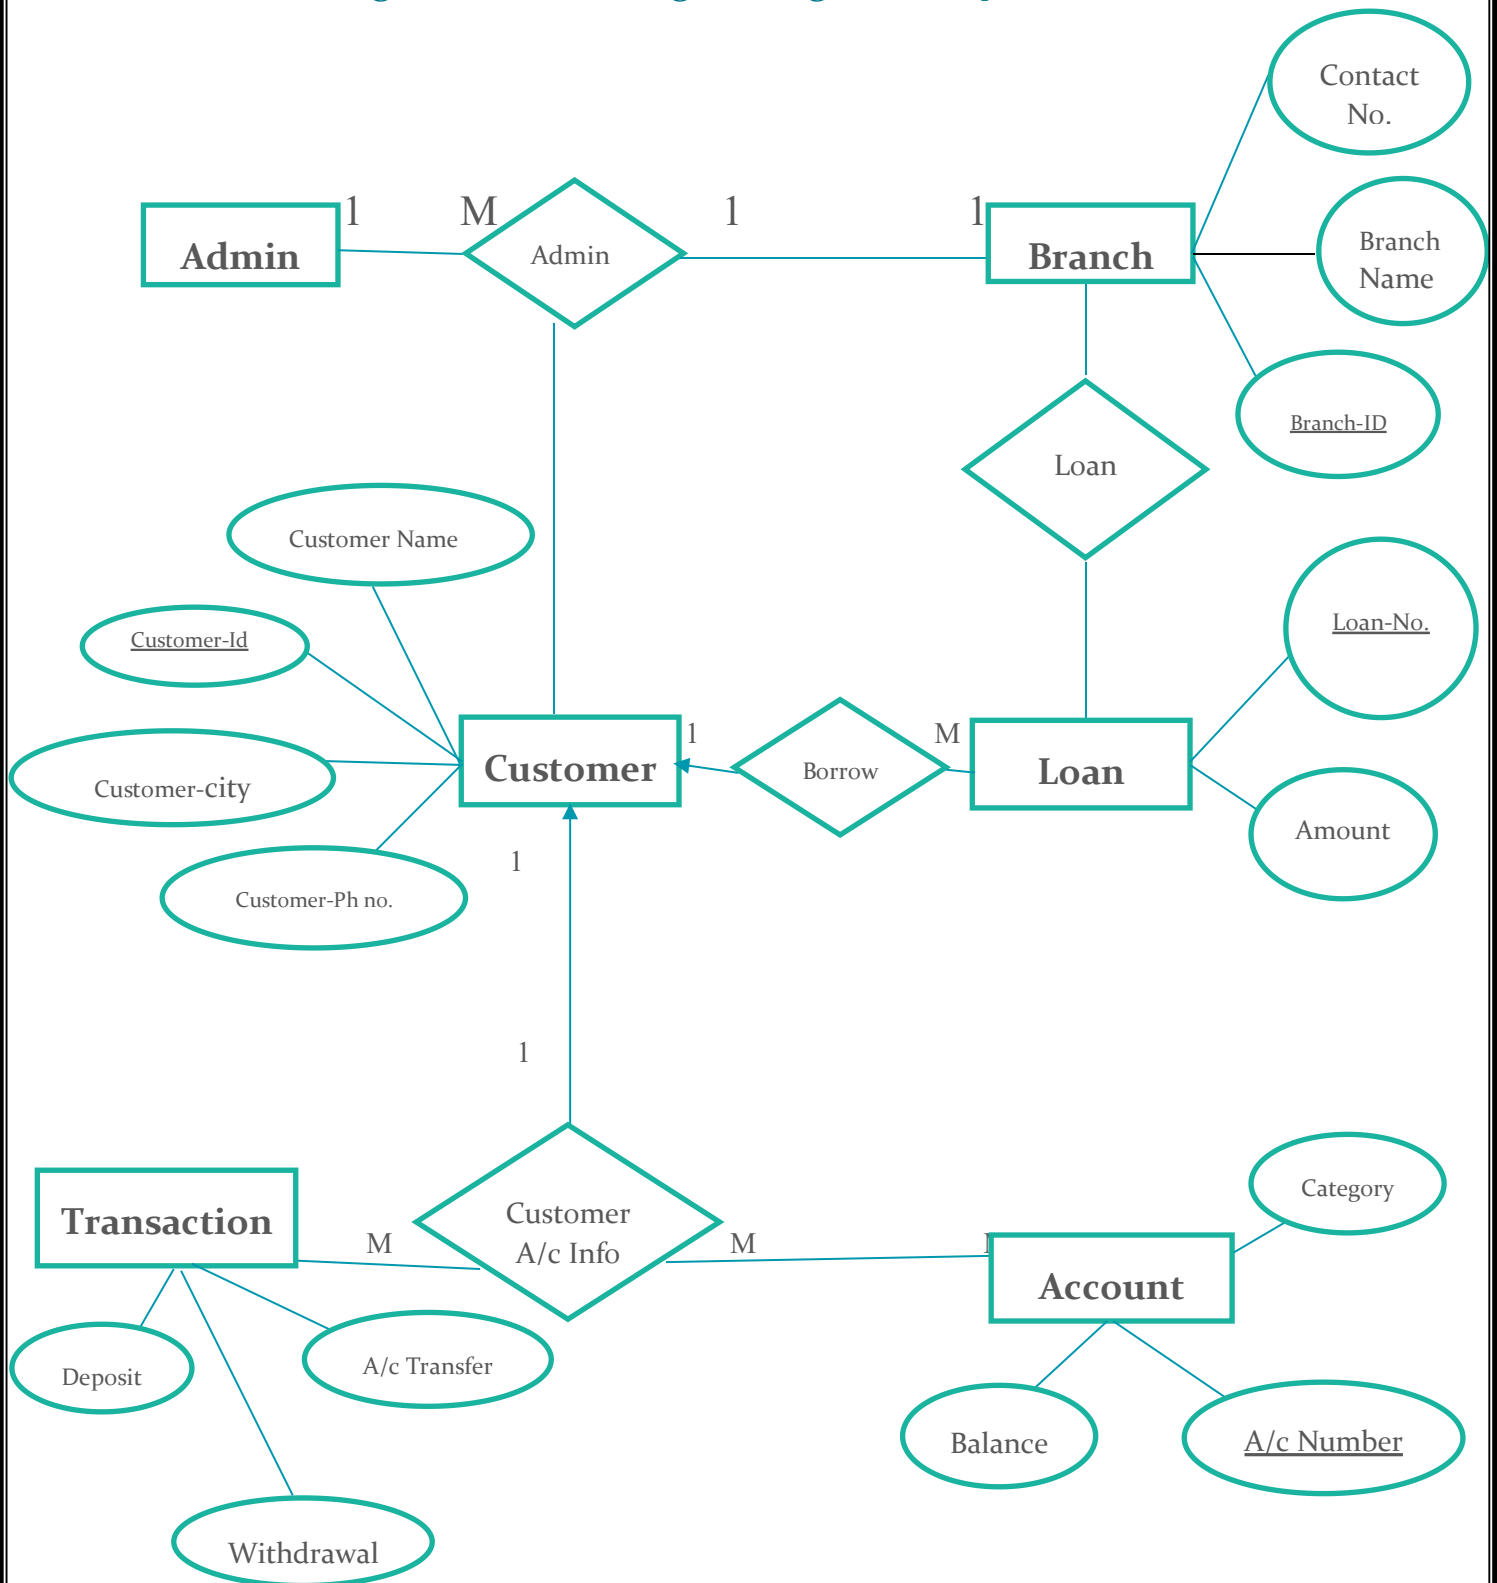 Contact
No.
1 M 1 1
Admin
Admin
Branch
Branch
Name
Branch-ID
Loan
Customer Name
Customer-Id
Loan-No.
1 M
Customer
Borrow
Loan
Customer-city
Amount
1
Customer-Ph no.
1
Category
Transaction
Customer
A/c Info
M M
Account
Deposit
A/c Transfer
Balance
A/c Number
Withdrawal